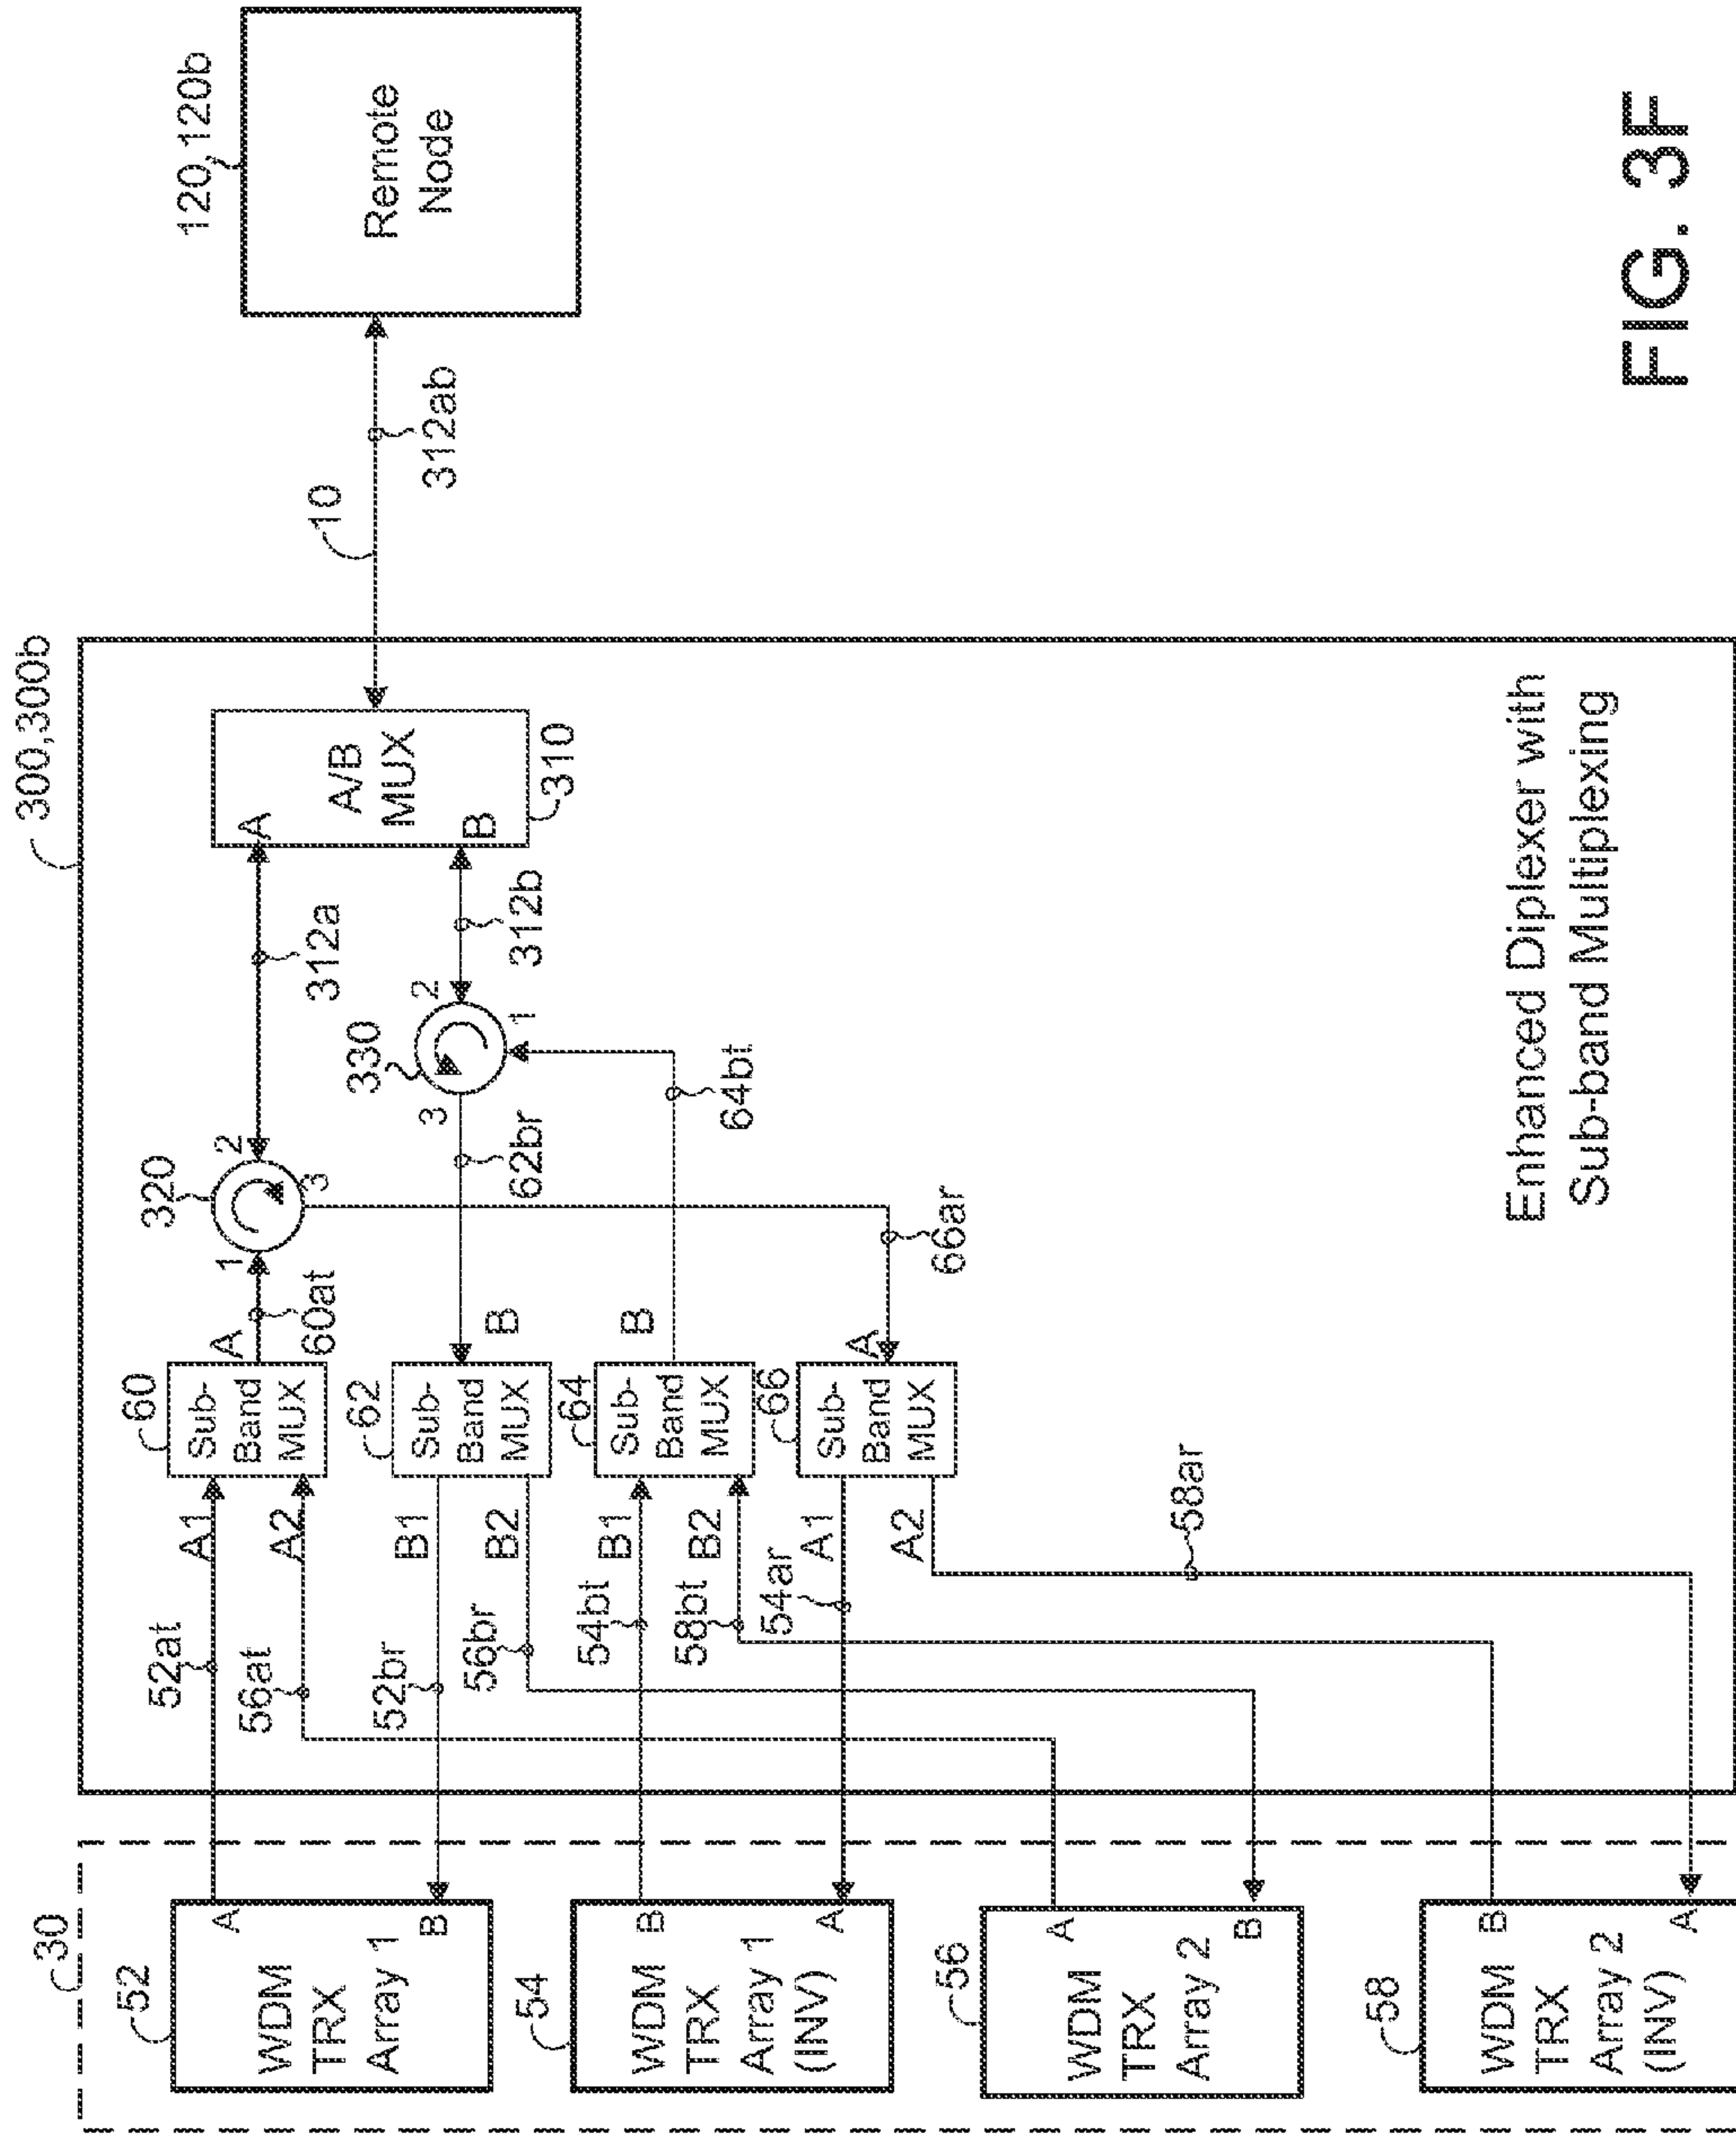 300,300b
120,120b
30
52
WDM
TRX
Array 1
A
B
54
WDM
TRX
Array 1
(INV)
B
A
56
WDM
TRX
Array 2
A
B
58
WDM
TRX
Array 2
(INV)
B
A
52at
56at
52br
56br
54bt
58bt
54ar
58ar
A1
A2
B1
B2
B1
B2
A1
A2
60
Sub-
Band
MUX
A
62
Sub-
Band
MUX
B
64
Sub-
Band
MUX
B
66
Sub-
Band
MUX
A
60at
62br
64bt
66ar
320
1
2
3
330
3
2
1
312a
312b
A
B
A/B
MUX
310
10
312ab
Remote
Node
Enhanced Diplexer with
Sub-band Multiplexing
FIG. 3F